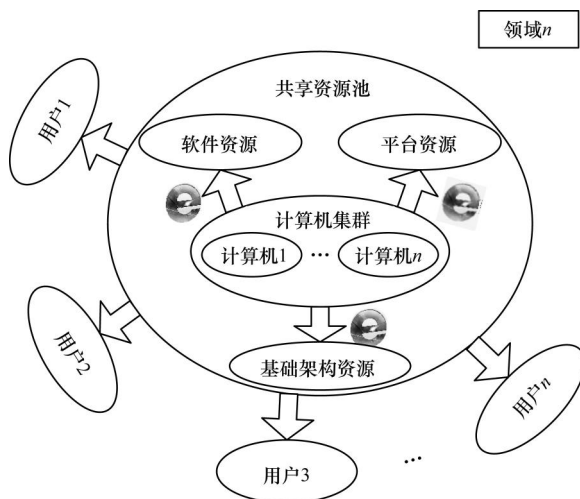 领域n
共享资源池
用户1
软件资源
平台资源
计算机集群
计算机1
…
计算机n
用户2
基础架构资源
用户n
用户3
…